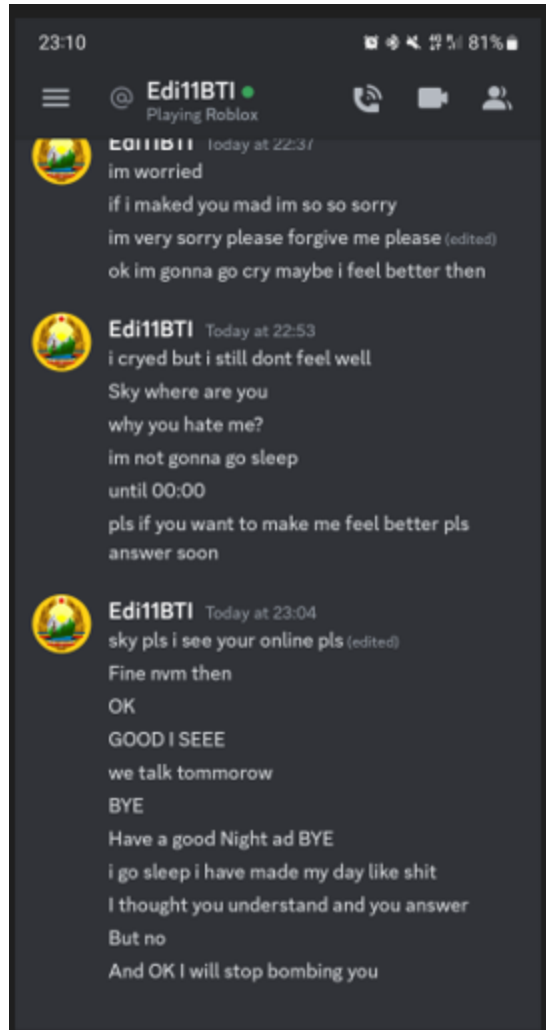 23:10 81%
@ Edi11BTI
Playing Roblox
Edi11BTI Today at 22:37
im worried
if i maked you mad im so so sorry
im very sorry please forgive me please (edited)
ok im gonna go cry maybe i feel better then
Edi11BTI Today at 22:53
i cryed but i still dont feel well
Sky where are you
why you hate me?
im not gonna go sleep
until 00:00
pls if you want to make me feel better pls
answer soon
Edi11BTI Today at 23:04
sky pls i see your online pls (edited)
Fine nvm then
OK
GOOD I SEEE
we talk tommorow
BYE
Have a good Night ad BYE
i go sleep i have made my day like shit
I thought you understand and you answer
But no
And OK I will stop bombing you